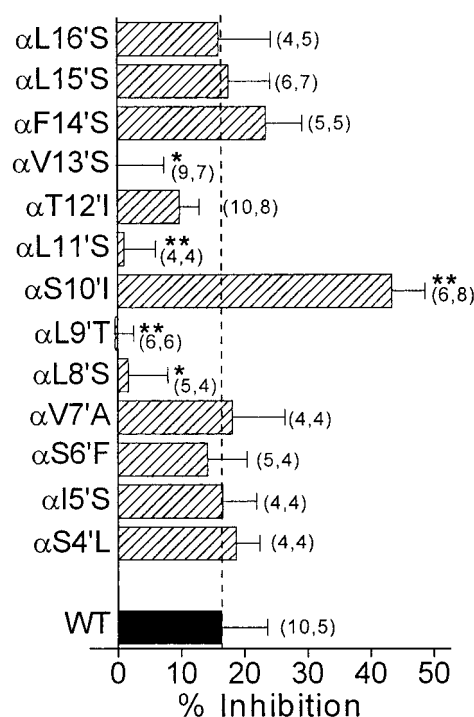 αL16'S (4,5)
αL15'S (6,7)
αF14'S (5,5)
αV13'S * (9,7)
αT12'I (10,8)
αL11'S ** (4,4)
αS10'I ** (6,8)
αL9'T ** (6,6)
αL8'S * (5,4)
αV7'A (4,4)
αS6'F (5,4)
αI5'S (4,4)
αS4'L (4,4)
WT (10,5)
0 10 20 30 40 50
% Inhibition